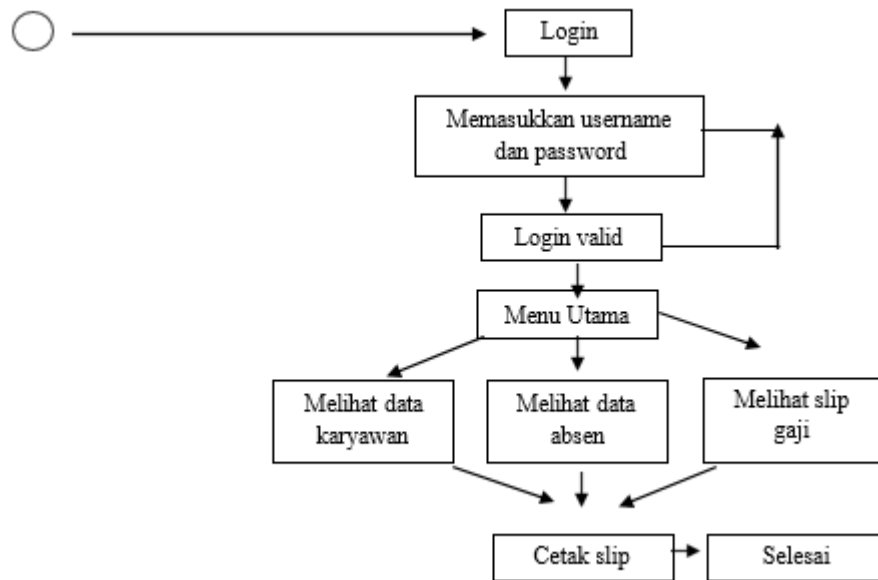 Login
Memasukkan username
dan password
Login valid
Menu Utama
Melihat data
karyawan
Melihat data
absen
Melihat slip
gaji
Cetak slip
Selesai